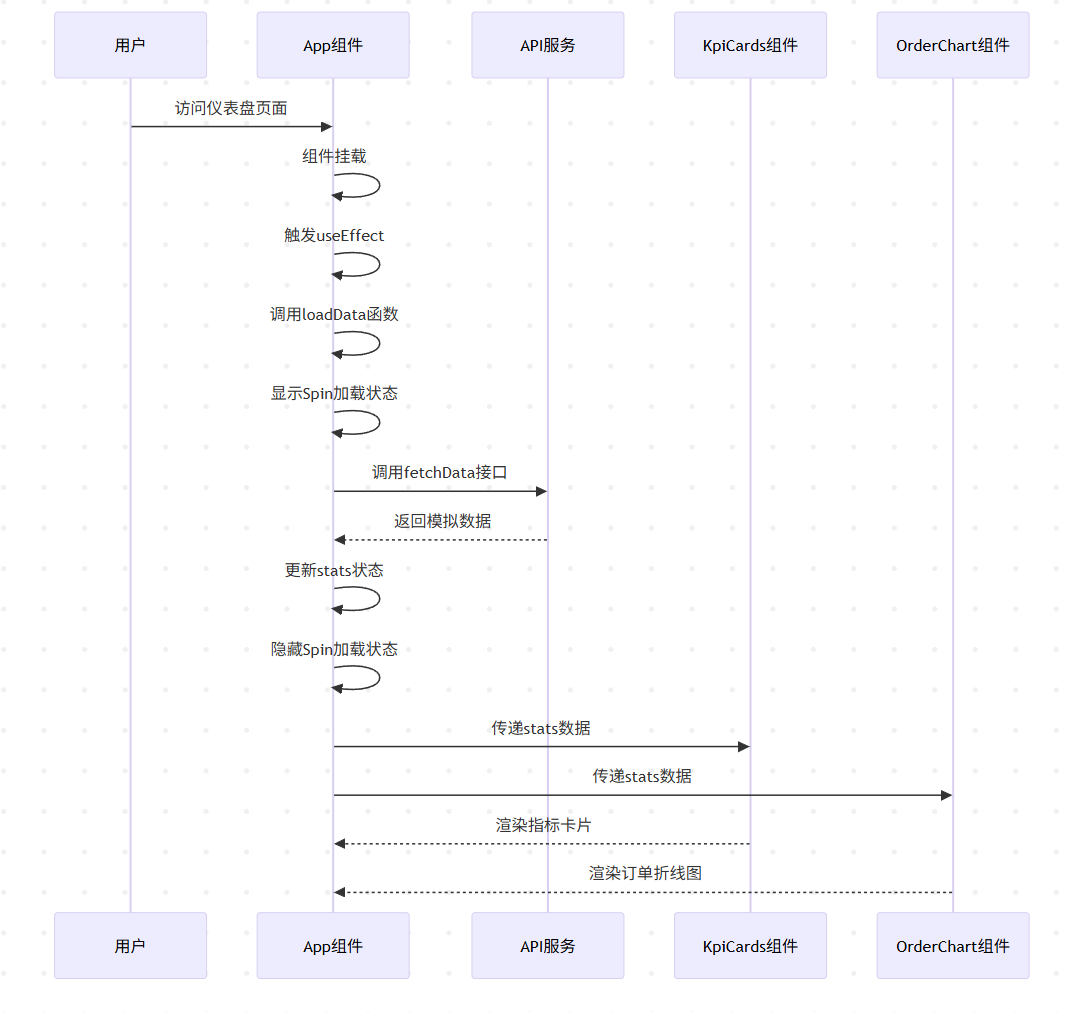 用户
App组件
API服务
KpiCards组件
OrderChart组件
访问仪表盘页面
组件挂载
触发useEffect
调用loadData函数
显示Spin加载状态
调用fetchData接口
返回模拟数据
更新stats状态
隐藏Spin加载状态
传递stats数据
传递stats数据
渲染指标卡片
渲染订单折线图
用户
App组件
API服务
KpiCards组件
OrderChart组件